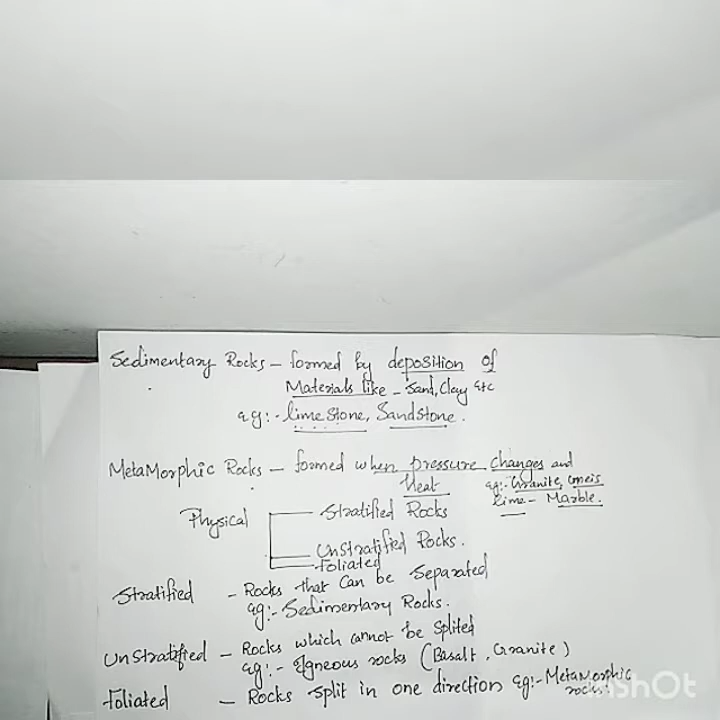 Sedimentary Rocks – formed by deposition of
Materials like – Sand, Clay etc
eg:- lime Stone, SandStone.
MetaMorphic Rocks – formed when pressure changes and
Heat
eg:- Granite, Gneis
Lime – Marble.
Physical
Stratified Rocks
UnStratified Rocks.
Foliated
Stratified – Rocks that Can be Separated
eg:- Sedimentary Rocks.
UnStratified – Rocks which cannot be Splited
eg:- Igneous rocks (Basalt, Granite)
Foliated – Rocks Split in one direction eg:- MetaMorphic
rocks.